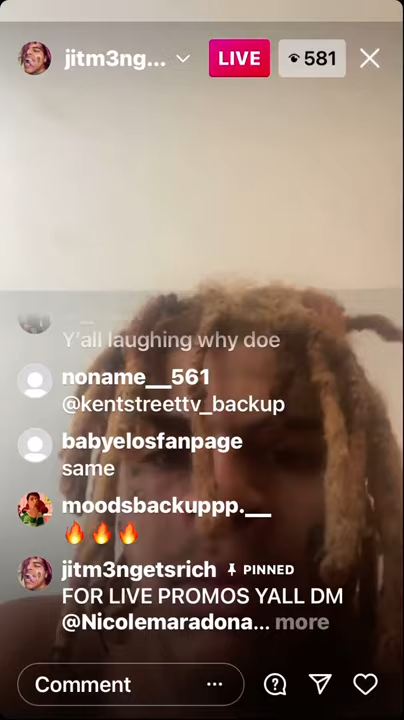 jitm3ng...
LIVE
581
Y'all laughing why doe
noname__561
@kentstreettv_backup
babyelosfanpage
same
moodsbackuppp.__
🔥🔥🔥
jitm3ngetsrich PINNED
FOR LIVE PROMOS YALL DM
@Nicolemaradona... more
Comment